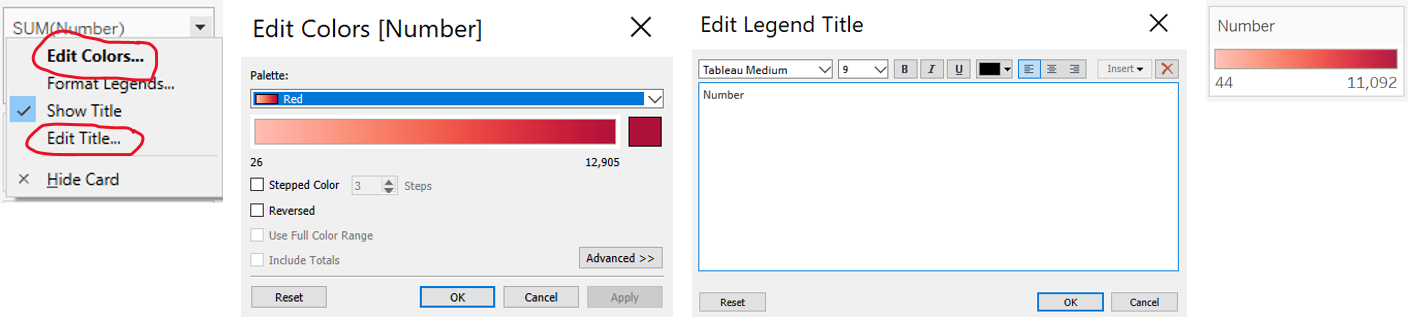 SUM(Number)
Edit Colors...
Format Legends...
Show Title
Edit Title...
Hide Card
Edit Colors [Number]
Palette:
Red
26 12,905
Stepped Color 3 Steps
Reversed
Use Full Color Range
Include Totals
Advanced >>
Reset OK Cancel Apply
Edit Legend Title
Tableau Medium 9 B I U Insert
Number
Reset OK Cancel
Number
44 11,092